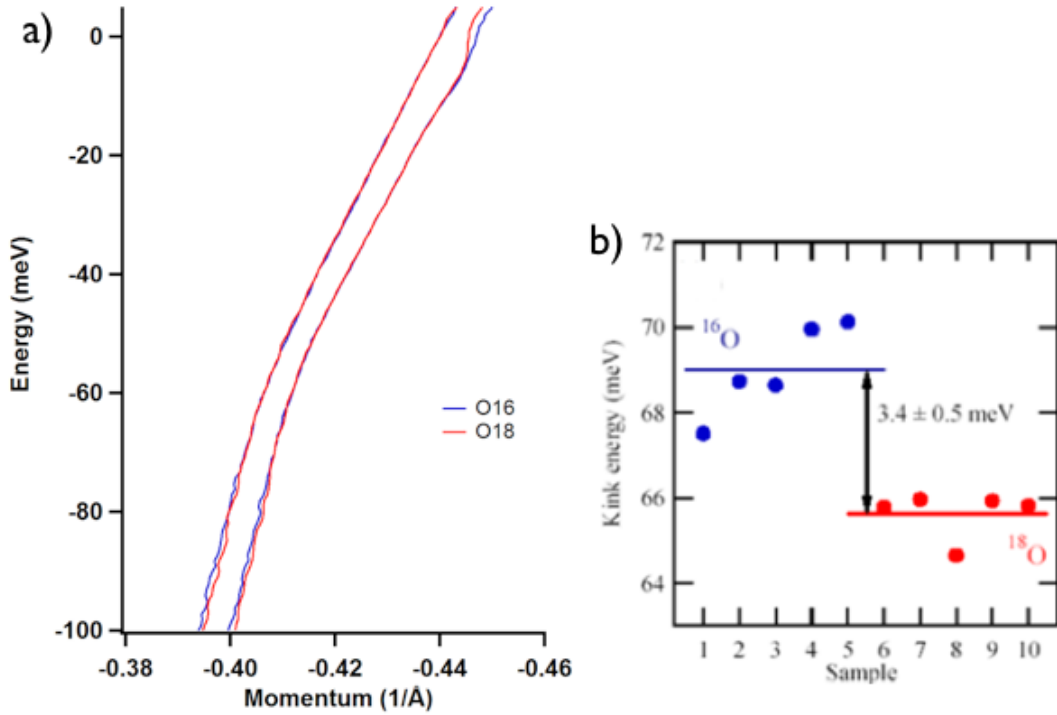 a)
0
-20
-40
-60
-80
-100
Energy (meV)
-0.38
-0.40
-0.42
-0.44
-0.46
Momentum (1/Å)
O16
O18
b)
72
70
68
66
64
Kink energy (meV)
¹⁶O
3.4 ± 0.5 meV
¹⁸O
1 2 3 4 5 6 7 8 9 10
Sample